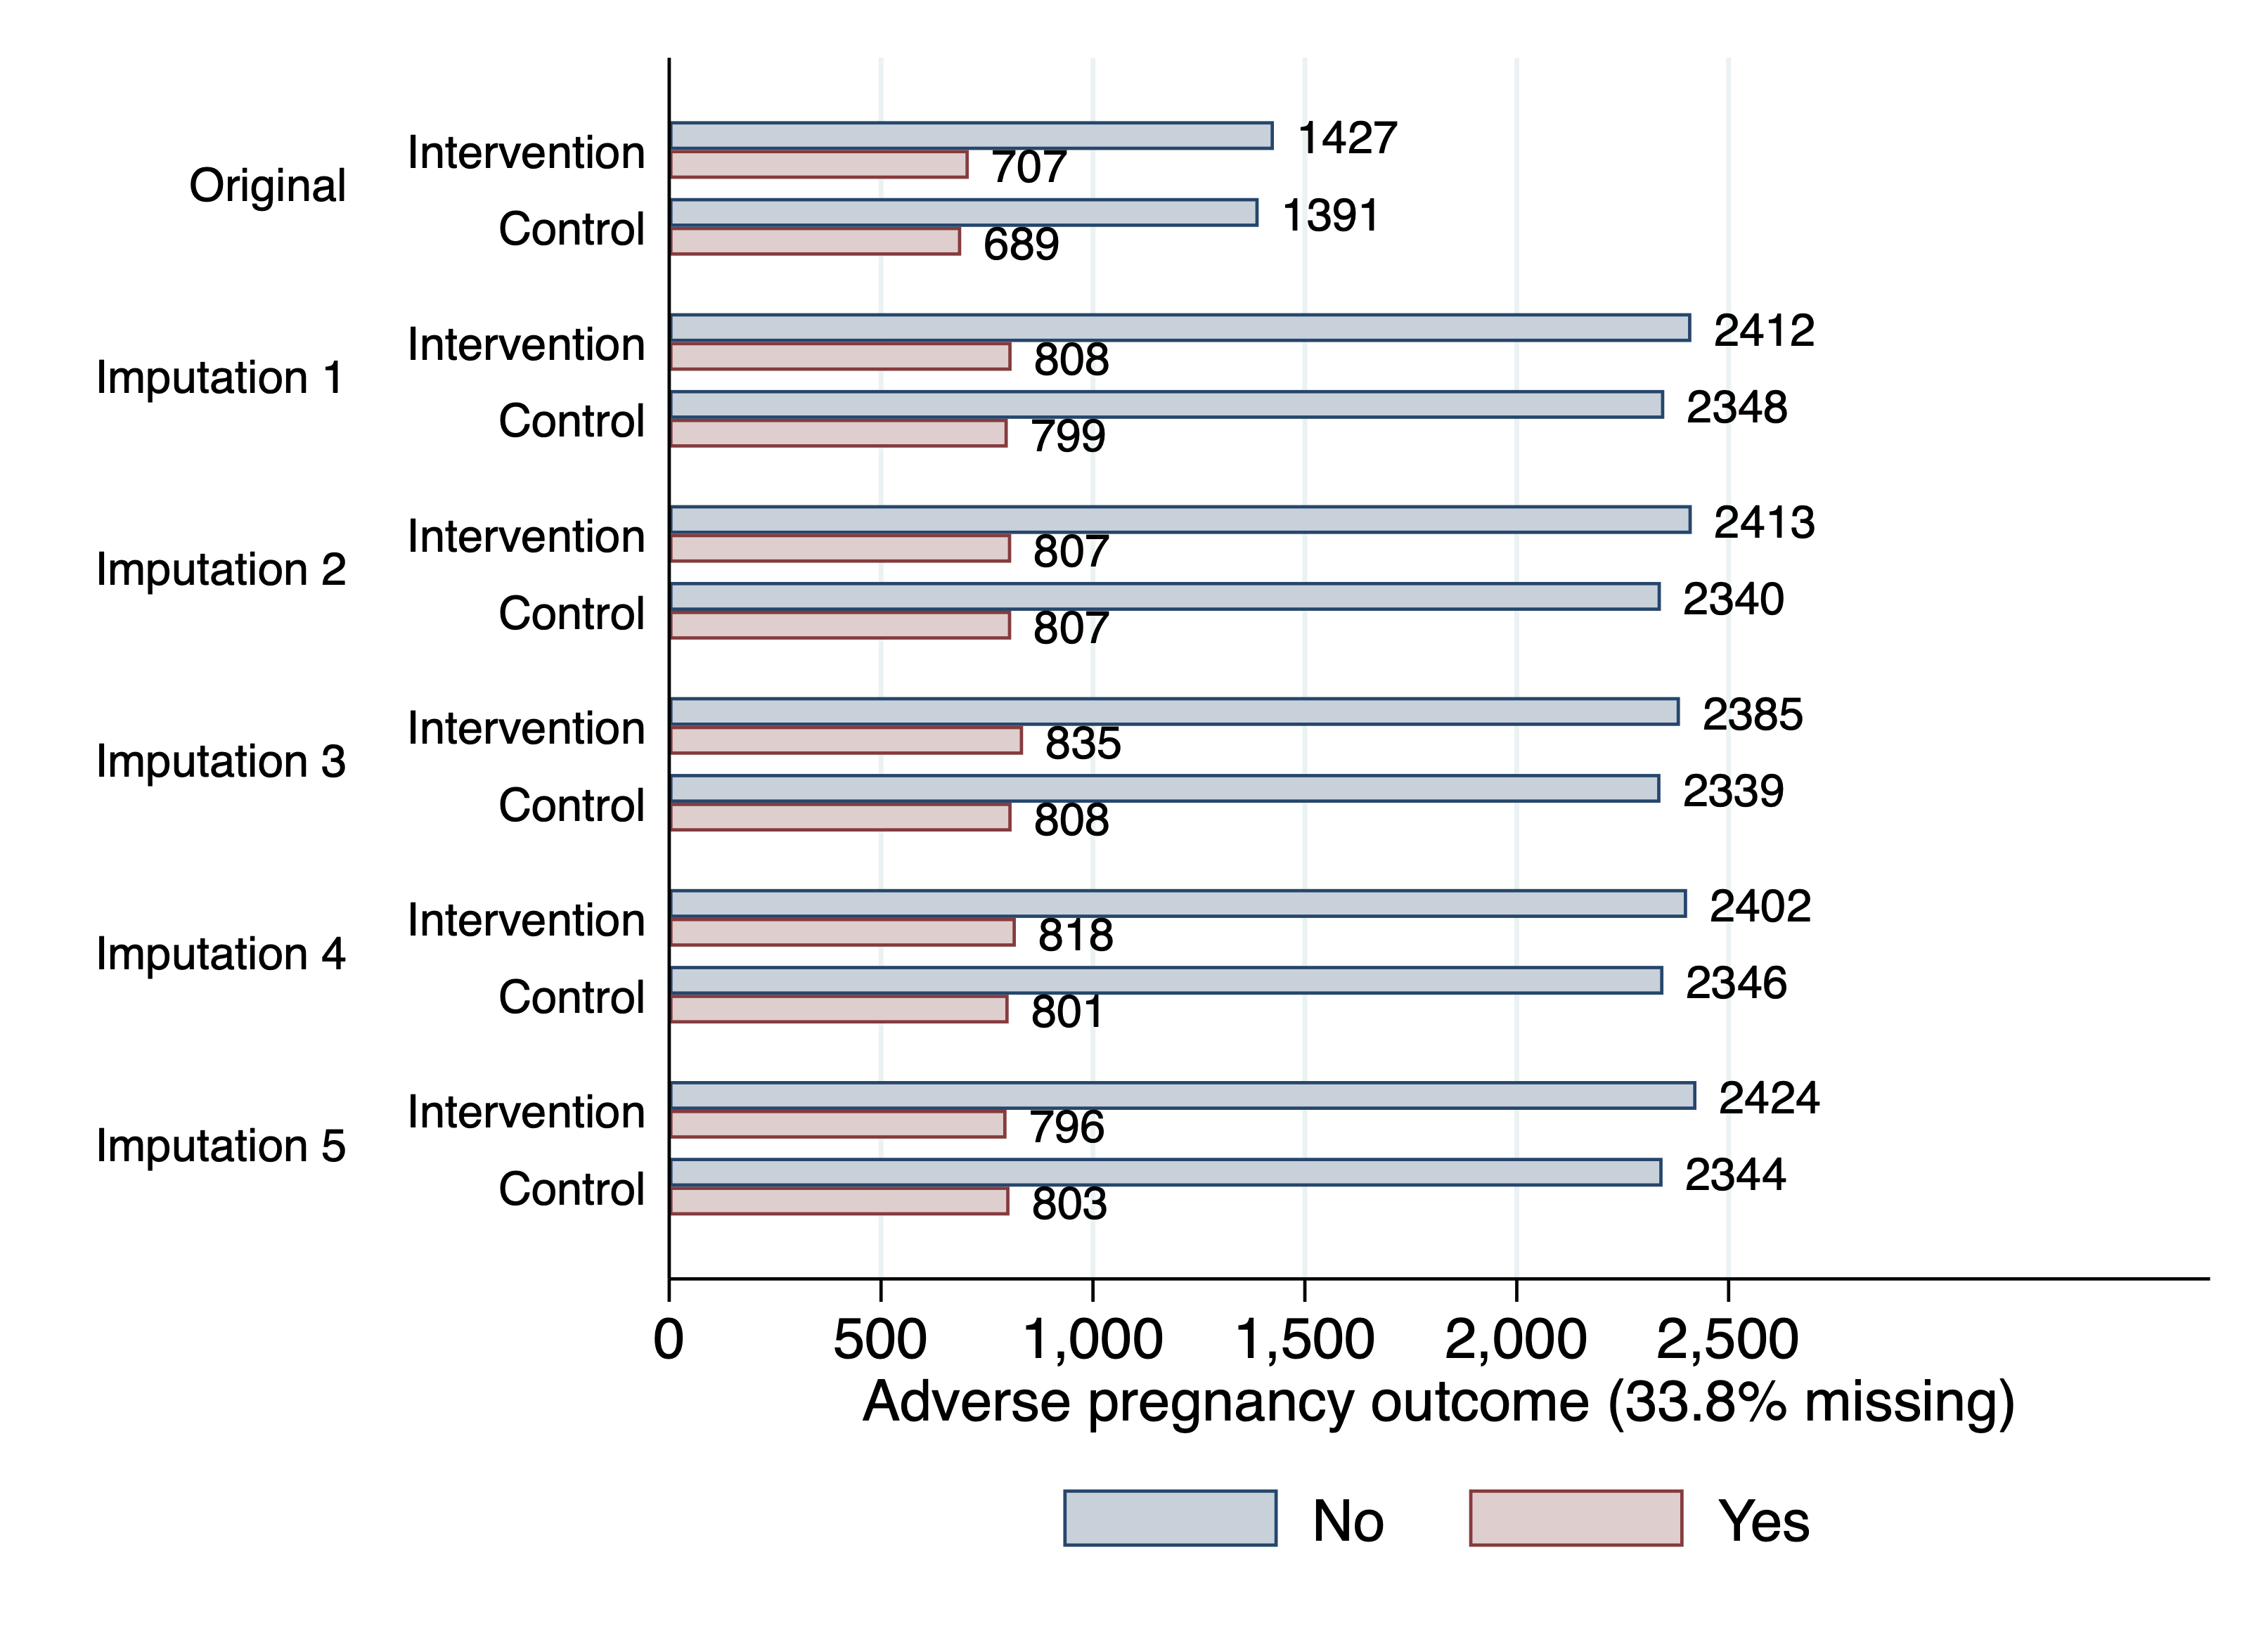 Original
Intervention
1427
707
Control
1391
689
Imputation 1
Intervention
2412
808
Control
2348
799
Imputation 2
Intervention
2413
807
Control
2340
807
Imputation 3
Intervention
2385
835
Control
2339
808
Imputation 4
Intervention
2402
818
Control
2346
801
Imputation 5
Intervention
2424
796
Control
2344
803
0 500 1,000 1,500 2,000 2,500
Adverse pregnancy outcome (33.8% missing)
No Yes